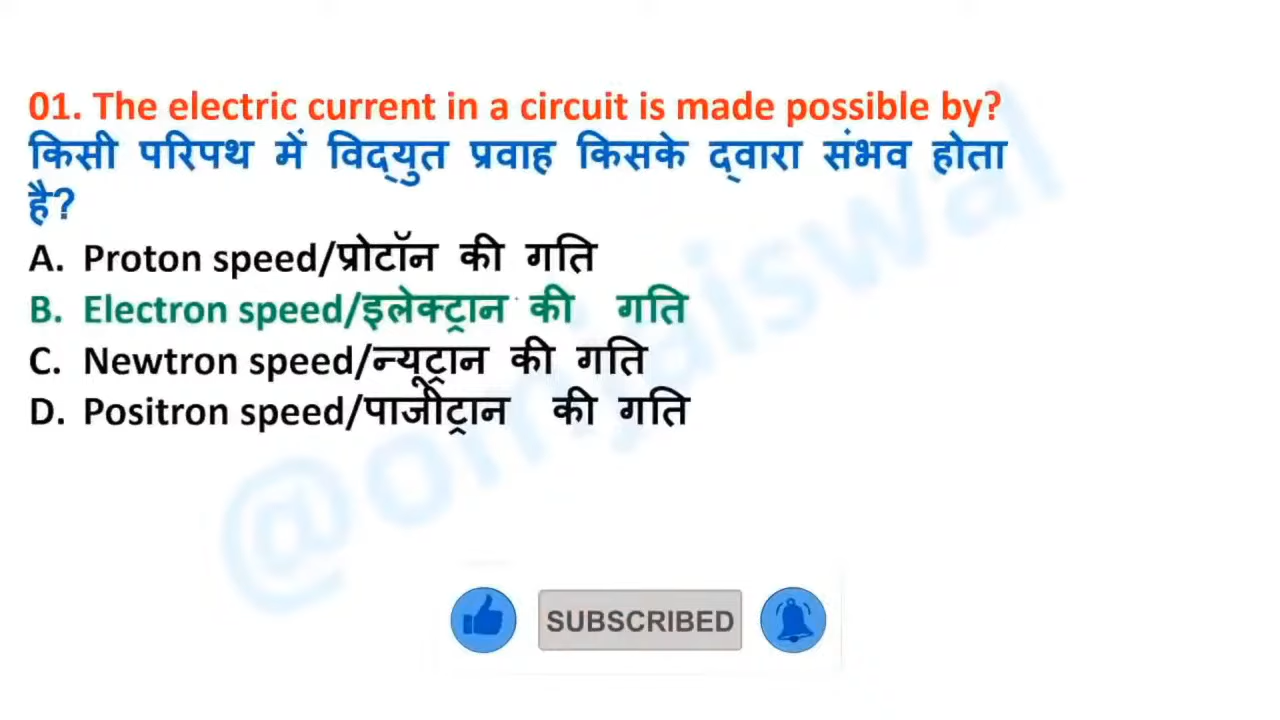 01. The electric current in a circuit is made possible by?
किसी परिपथ में विद्युत प्रवाह किसके द्वारा संभव होता
है?
A. Proton speed/प्रोटॉन की गति
B. Electron speed/इलेक्ट्रान की गति
C. Newtron speed/न्यूट्रान की गति
D. Positron speed/पाजीट्रान की गति
@omjaiswal
SUBSCRIBED